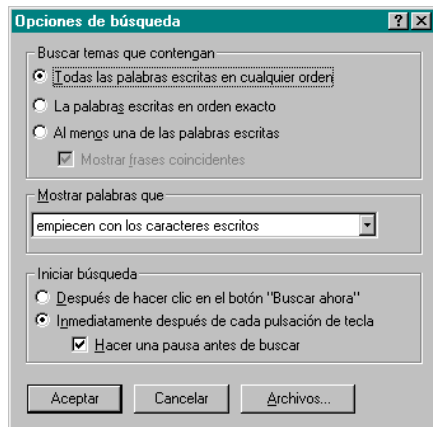 Opciones de búsqueda
Buscar temas que contengan
Todas las palabras escritas en cualquier orden
La palabras escritas en orden exacto
Al menos una de las palabras escritas
Mostrar frases coincidentes
Mostrar palabras que
empiecen con los caracteres escritos
Iniciar búsqueda
Después de hacer clic en el botón "Buscar ahora"
Inmediatamente después de cada pulsación de tecla
Hacer una pausa antes de buscar
Aceptar Cancelar Archivos...